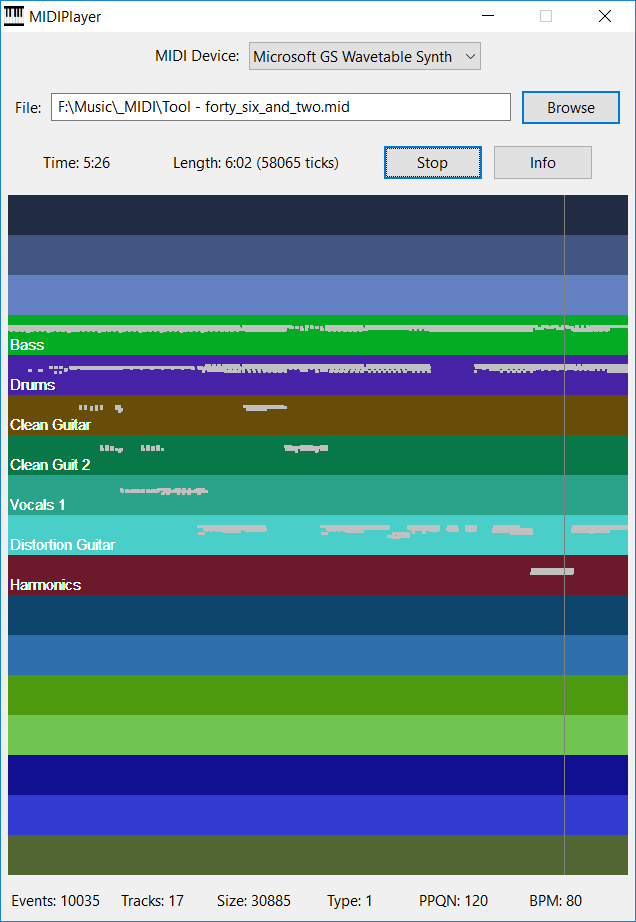 MIDIPlayer
MIDI Device: Microsoft GS Wavetable Synth
File: F:\Music\_MIDI\Tool - forty_six_and_two.mid Browse
Time: 5:26 Length: 6:02 (58065 ticks) Stop Info
Bass
Drums
Clean Guitar
Clean Guit 2
Vocals 1
Distortion Guitar
Harmonics
Events: 10035 Tracks: 17 Size: 30885 Type: 1 PPQN: 120 BPM: 80